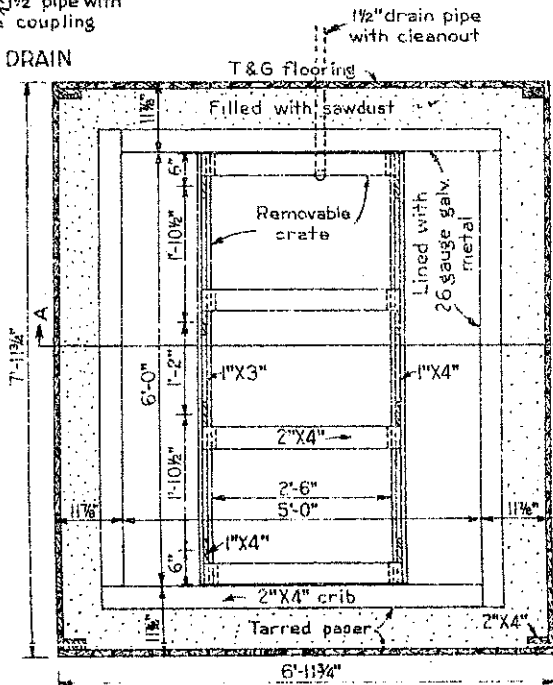 1½" pipe with
coupling
DRAIN
1½" drain pipe
with cleanout
T & G flooring
Filled with sawdust
11⅞"
6"
Removable
crate
Lined with
26 gauge galv.
metal
1'-10½"
A
7'-11¾"
6'-0"
1'-2"
1"X3"
1"X4"
2"X4"
1'-10½"
2'-6"
5'-0"
11⅞"
11⅞"
1"X4"
6"
2"X4" crib
11⅞"
Tarred paper
2"X4"
6'-11¾"